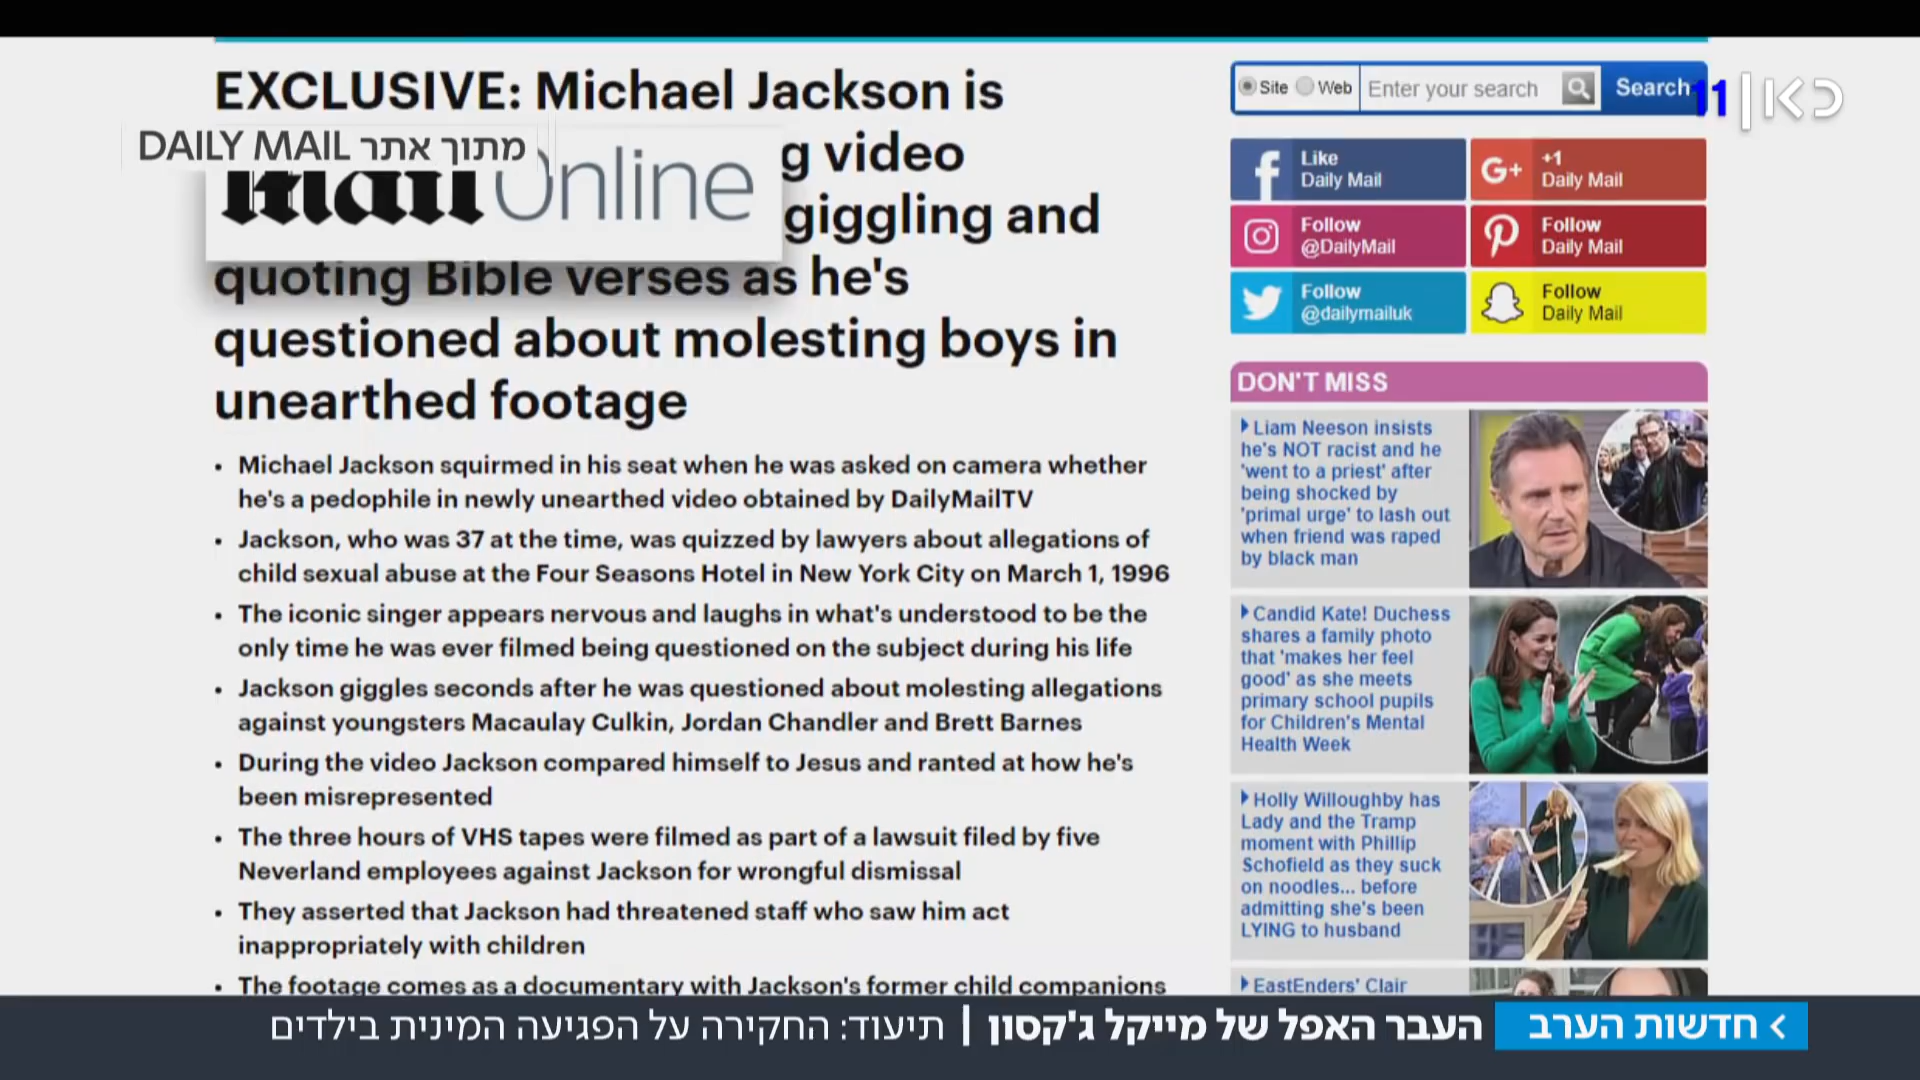 EXCLUSIVE: Michael Jackson is
g video
giggling and
quoting Bible verses as he's
questioned about molesting boys in
unearthed footage
מתוך אתר DAILY MAIL
Mail Online
• Michael Jackson squirmed in his seat when he was asked on camera whether
he's a pedophile in newly unearthed video obtained by DailyMailTV
• Jackson, who was 37 at the time, was quizzed by lawyers about allegations of
child sexual abuse at the Four Seasons Hotel in New York City on March 1, 1996
• The iconic singer appears nervous and laughs in what's understood to be the
only time he was ever filmed being questioned on the subject during his life
• Jackson giggles seconds after he was questioned about molesting allegations
against youngsters Macaulay Culkin, Jordan Chandler and Brett Barnes
• During the video Jackson compared himself to Jesus and ranted at how he's
been misrepresented
• The three hours of VHS tapes were filmed as part of a lawsuit filed by five
Neverland employees against Jackson for wrongful dismissal
• They asserted that Jackson had threatened staff who saw him act
inappropriately with children
• The footage comes as a documentary with Jackson's former child companions
Site Web Enter your search Search
כאן 11
Like
Daily Mail
+1
Daily Mail
Follow
@DailyMail
Follow
Daily Mail
Follow
@dailymailuk
Follow
Daily Mail
DON'T MISS
Liam Neeson insists
he's NOT racist and he
'went to a priest' after
being shocked by
'primal urge' to lash out
when friend was raped
by black man
Candid Kate! Duchess
shares a family photo
that 'makes her feel
good' as she meets
primary school pupils
for Children's Mental
Health Week
Holly Willoughby has
Lady and the Tramp
moment with Phillip
Schofield as they suck
on noodles... before
admitting she's been
LYING to husband
EastEnders' Clair
חדשות הערב
העבר האפל של מייקל ג'קסון | תיעוד: החקירה על הפגיעה המינית בילדים